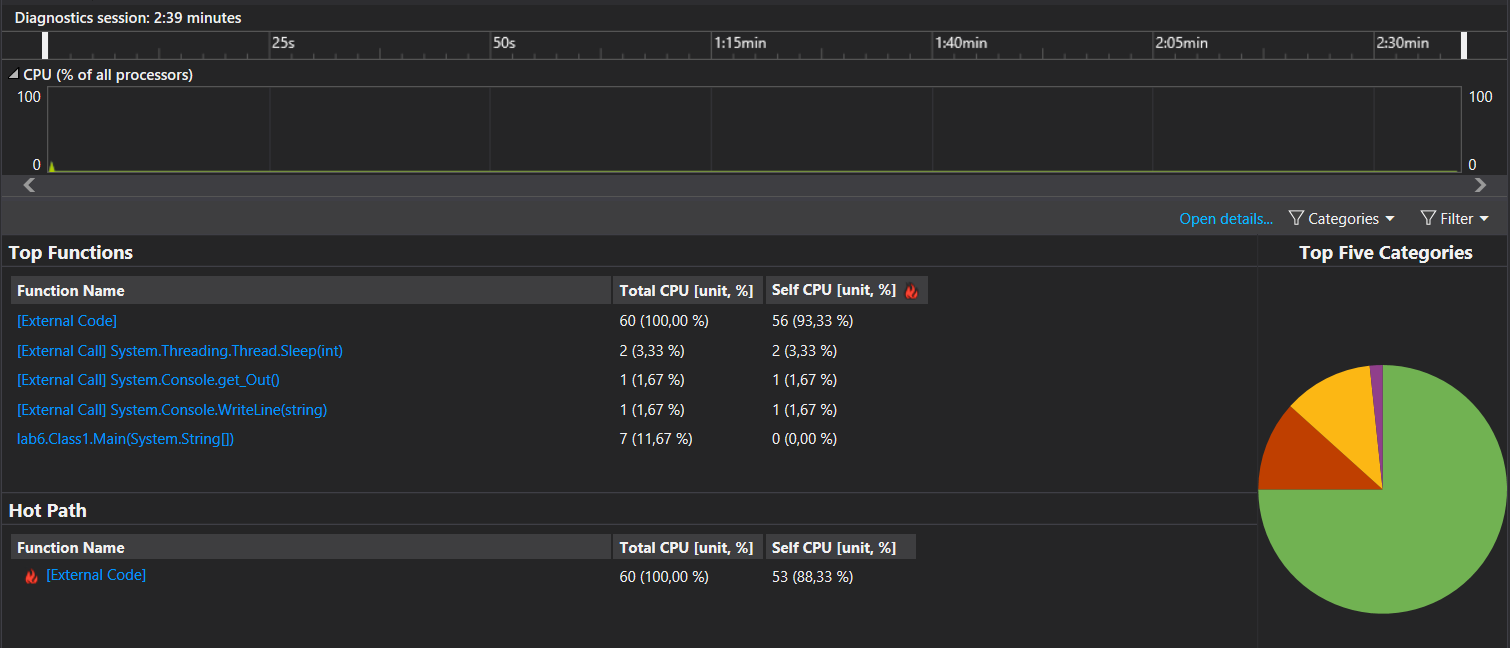 Diagnostics session: 2:39 minutes
25s 50s 1:15min 1:40min 2:05min 2:30min
CPU (% of all processors)
100 100
0 0
Open details... Categories Filter
Top Functions Top Five Categories
Function Name Total CPU [unit, %] Self CPU [unit, %]
[External Code] 60 (100,00 %) 56 (93,33 %)
[External Call] System.Threading.Thread.Sleep(int) 2 (3,33 %) 2 (3,33 %)
[External Call] System.Console.get_Out() 1 (1,67 %) 1 (1,67 %)
[External Call] System.Console.WriteLine(string) 1 (1,67 %) 1 (1,67 %)
lab6.Class1.Main(System.String[]) 7 (11,67 %) 0 (0,00 %)
Hot Path
Function Name Total CPU [unit, %] Self CPU [unit, %]
[External Code] 60 (100,00 %) 53 (88,33 %)